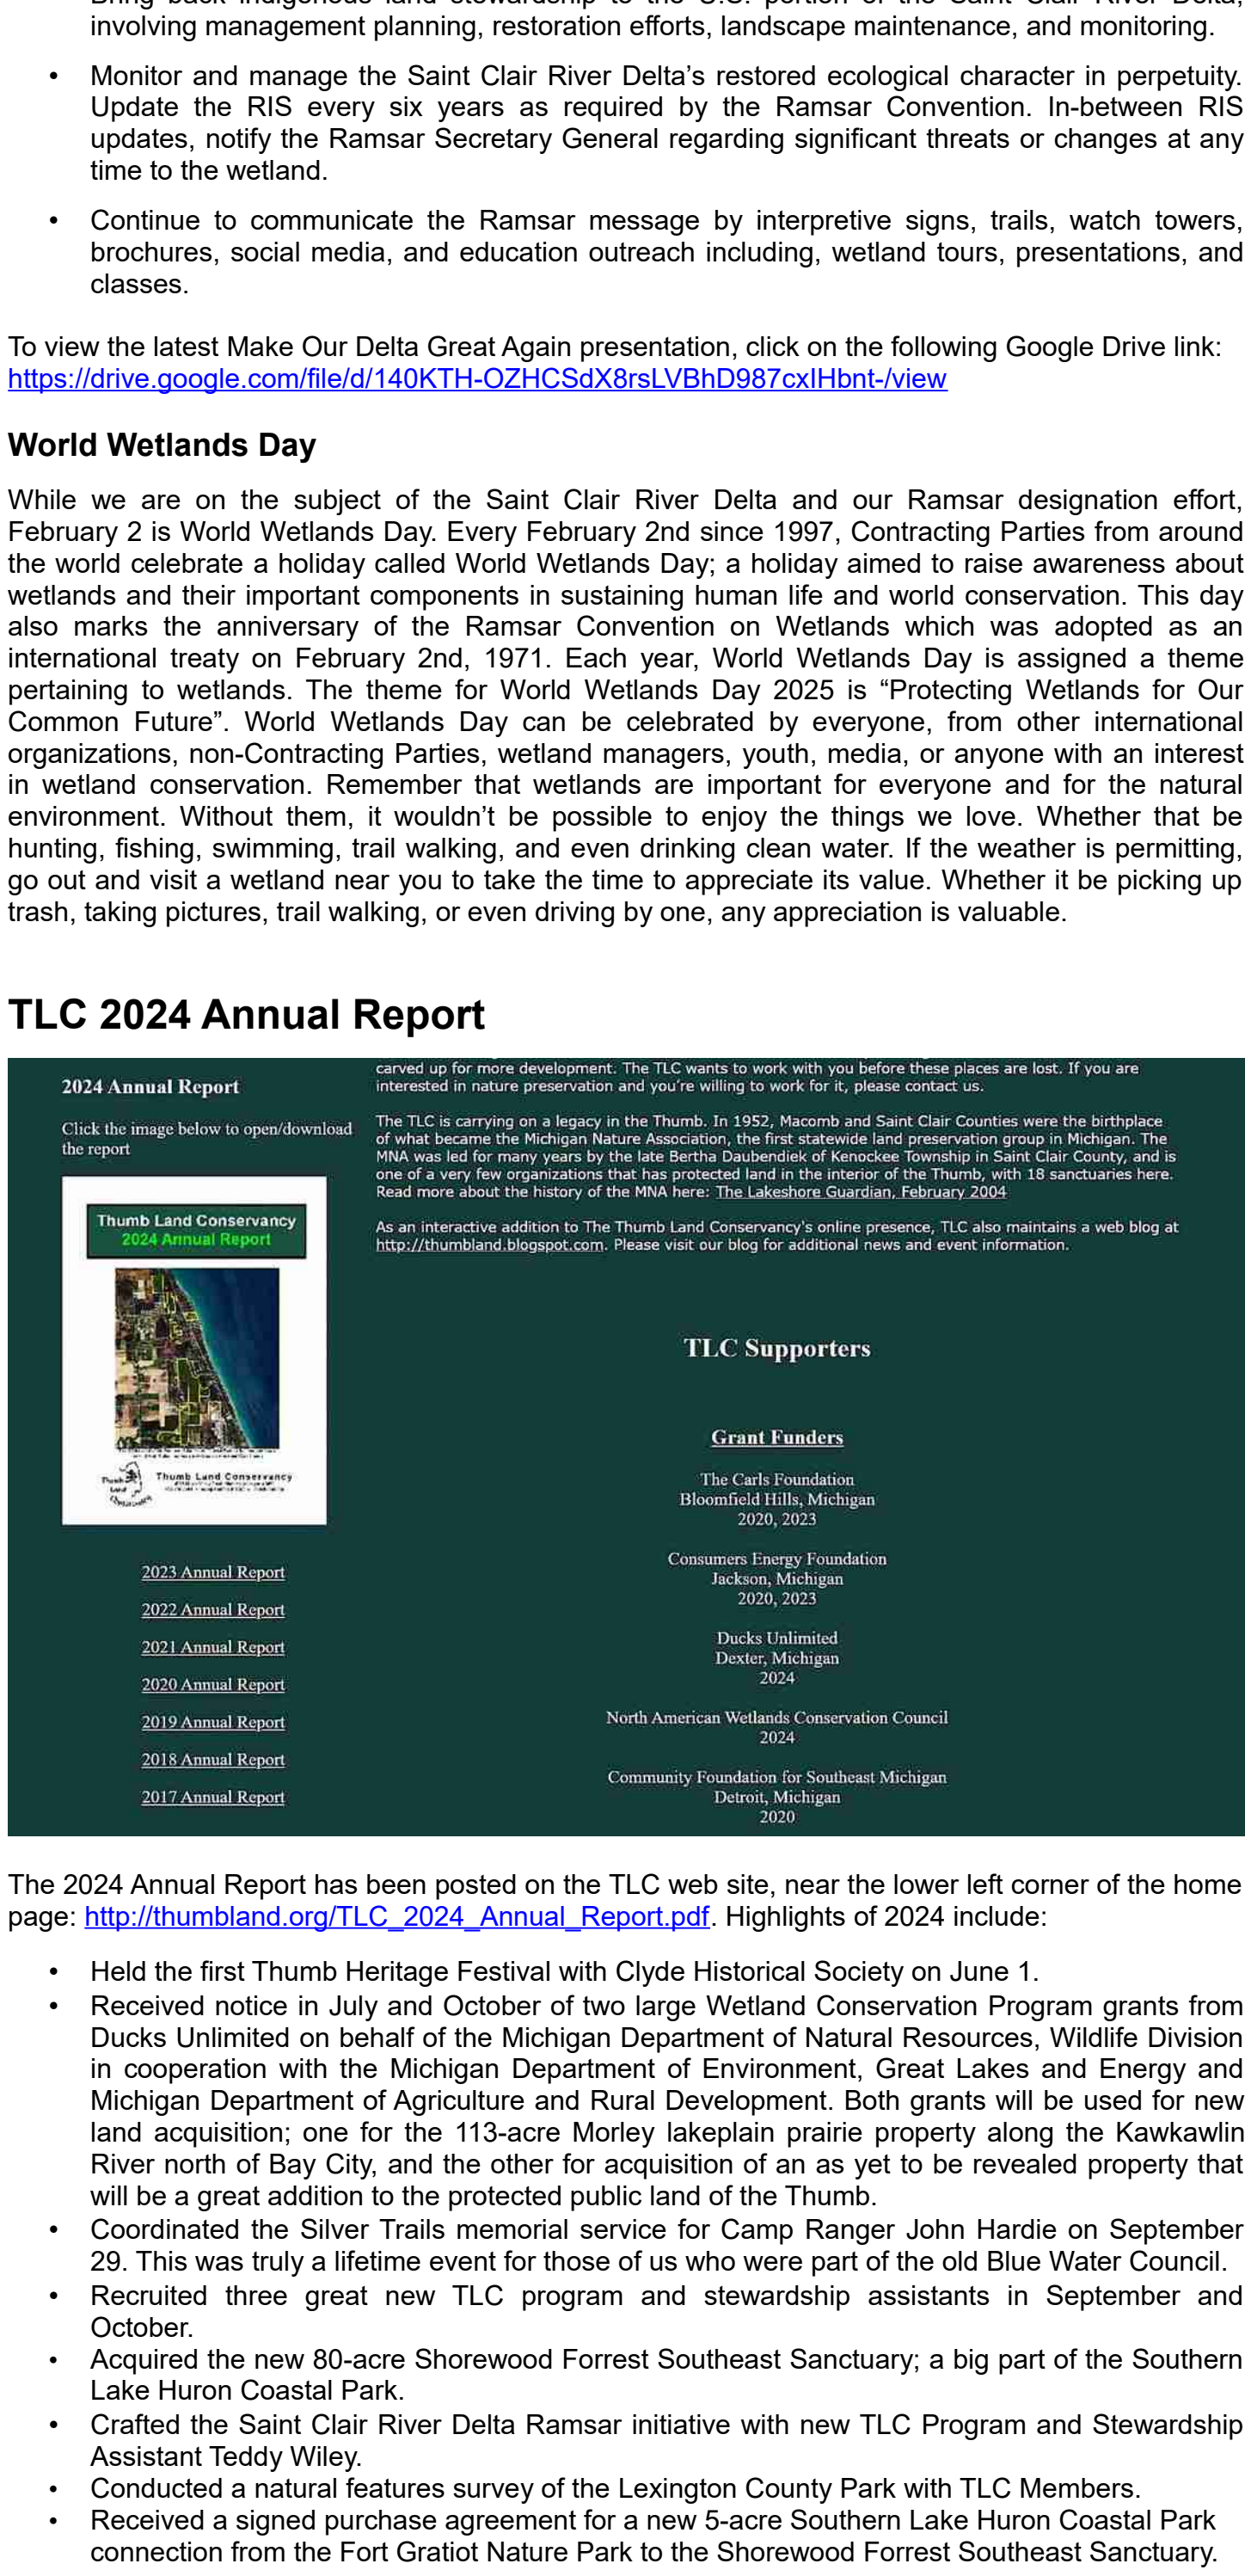 Bring back indigenous land stewardship to the U.S. portion of the Saint Clair River Delta,
involving management planning, restoration efforts, landscape maintenance, and monitoring.
• Monitor and manage the Saint Clair River Delta’s restored ecological character in perpetuity.
Update the RIS every six years as required by the Ramsar Convention. In-between RIS
updates, notify the Ramsar Secretary General regarding significant threats or changes at any
time to the wetland.
• Continue to communicate the Ramsar message by interpretive signs, trails, watch towers,
brochures, social media, and education outreach including, wetland tours, presentations, and
classes.
To view the latest Make Our Delta Great Again presentation, click on the following Google Drive link:
https://drive.google.com/file/d/140KTH-OZHCSdX8rsLVBhD987cxIHbnt-/view
World Wetlands Day
While we are on the subject of the Saint Clair River Delta and our Ramsar designation effort,
February 2 is World Wetlands Day. Every February 2nd since 1997, Contracting Parties from around
the world celebrate a holiday called World Wetlands Day; a holiday aimed to raise awareness about
wetlands and their important components in sustaining human life and world conservation. This day
also marks the anniversary of the Ramsar Convention on Wetlands which was adopted as an
international treaty on February 2nd, 1971. Each year, World Wetlands Day is assigned a theme
pertaining to wetlands. The theme for World Wetlands Day 2025 is “Protecting Wetlands for Our
Common Future”. World Wetlands Day can be celebrated by everyone, from other international
organizations, non-Contracting Parties, wetland managers, youth, media, or anyone with an interest
in wetland conservation. Remember that wetlands are important for everyone and for the natural
environment. Without them, it wouldn’t be possible to enjoy the things we love. Whether that be
hunting, fishing, swimming, trail walking, and even drinking clean water. If the weather is permitting,
go out and visit a wetland near you to take the time to appreciate its value. Whether it be picking up
trash, taking pictures, trail walking, or even driving by one, any appreciation is valuable.
TLC 2024 Annual Report
2024 Annual Report
Click the image below to open/download
the report
Thumb Land Conservancy
2024 Annual Report
Thumb Land Conservancy
Thumb
Land
Conservancy
2023 Annual Report
2022 Annual Report
2021 Annual Report
2020 Annual Report
2019 Annual Report
2018 Annual Report
2017 Annual Report
carved up for more development. The TLC wants to work with you before these places are lost. If you are
interested in nature preservation and you're willing to work for it, please contact us.
The TLC is carrying on a legacy in the Thumb. In 1952, Macomb and Saint Clair Counties were the birthplace
of what became the Michigan Nature Association, the first statewide land preservation group in Michigan. The
MNA was led for many years by the late Bertha Daubendiek of Kenockee Township in Saint Clair County, and is
one of a very few organizations that has protected land in the interior of the Thumb, with 18 sanctuaries here.
Read more about the history of the MNA here: The Lakeshore Guardian, February 2004
As an interactive addition to The Thumb Land Conservancy's online presence, TLC also maintains a web blog at
http://thumbland.blogspot.com. Please visit our blog for additional news and event information.
TLC Supporters
Grant Funders
The Carls Foundation
Bloomfield Hills, Michigan
2020, 2023
Consumers Energy Foundation
Jackson, Michigan
2020, 2023
Ducks Unlimited
Dexter, Michigan
2024
North American Wetlands Conservation Council
2024
Community Foundation for Southeast Michigan
Detroit, Michigan
2020
The 2024 Annual Report has been posted on the TLC web site, near the lower left corner of the home
page: http://thumbland.org/TLC_2024_Annual_Report.pdf. Highlights of 2024 include:
• Held the first Thumb Heritage Festival with Clyde Historical Society on June 1.
• Received notice in July and October of two large Wetland Conservation Program grants from
Ducks Unlimited on behalf of the Michigan Department of Natural Resources, Wildlife Division
in cooperation with the Michigan Department of Environment, Great Lakes and Energy and
Michigan Department of Agriculture and Rural Development. Both grants will be used for new
land acquisition; one for the 113-acre Morley lakeplain prairie property along the Kawkawlin
River north of Bay City, and the other for acquisition of an as yet to be revealed property that
will be a great addition to the protected public land of the Thumb.
• Coordinated the Silver Trails memorial service for Camp Ranger John Hardie on September
29. This was truly a lifetime event for those of us who were part of the old Blue Water Council.
• Recruited three great new TLC program and stewardship assistants in September and
October.
• Acquired the new 80-acre Shorewood Forrest Southeast Sanctuary; a big part of the Southern
Lake Huron Coastal Park.
• Crafted the Saint Clair River Delta Ramsar initiative with new TLC Program and Stewardship
Assistant Teddy Wiley.
• Conducted a natural features survey of the Lexington County Park with TLC Members.
• Received a signed purchase agreement for a new 5-acre Southern Lake Huron Coastal Park
connection from the Fort Gratiot Nature Park to the Shorewood Forrest Southeast Sanctuary.